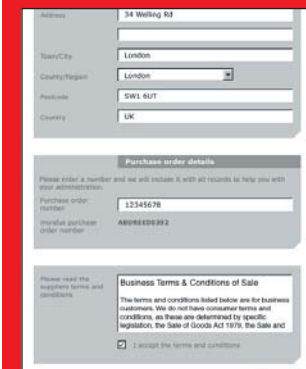 Address 34 Welling Rd
Town/City London
County/Region London
Postcode SW1 6UT
Country UK
Purchase order details
Please enter a number and we will include it with all records to help you with
your administration.
Purchase order
number 12345678
purchase
order number
Please read the
suppliers terms and
conditions
Business Terms & Conditions of Sale
The terms and conditions listed below are for business
customers. We do not have consumer terms and
conditions, as these are determined by specific
legislation, the Sale of Goods Act 1979, the Sale and
I accept the terms and conditions